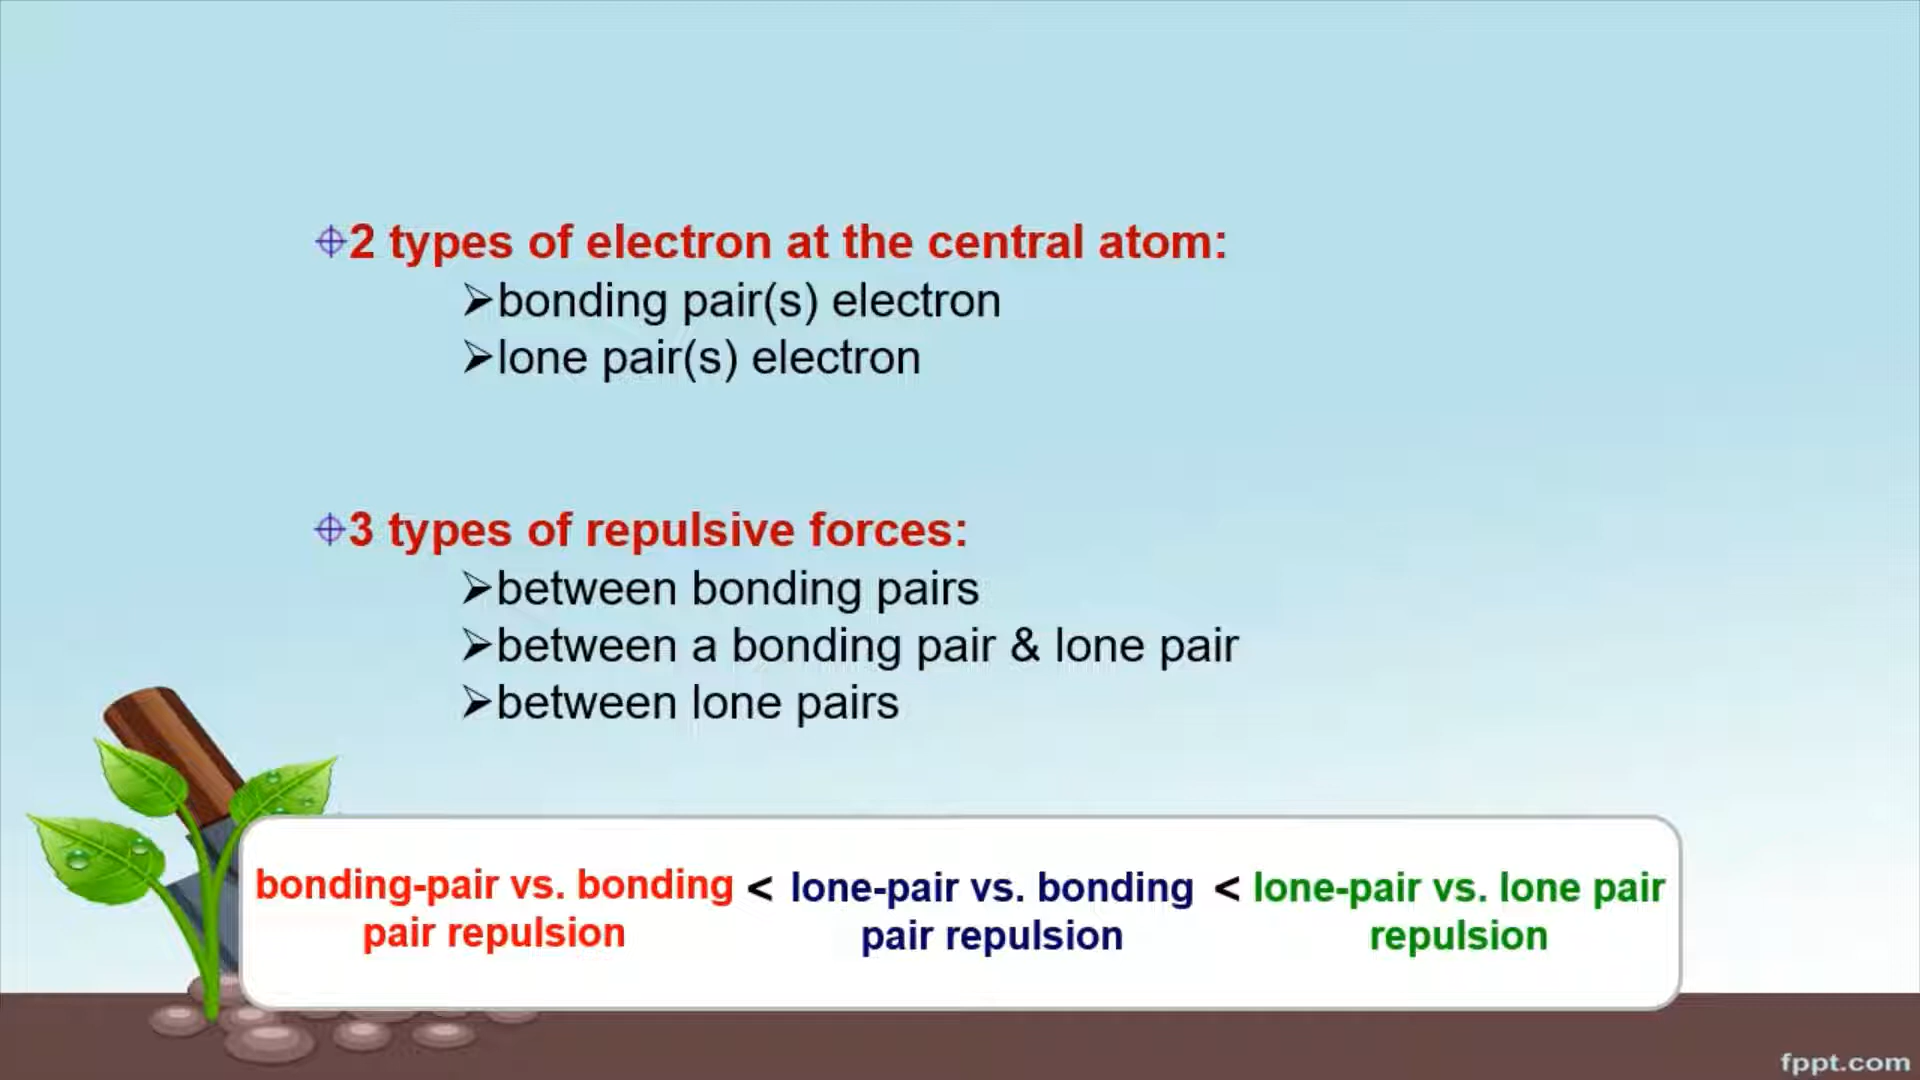 2 types of electron at the central atom:
➢bonding pair(s) electron
➢lone pair(s) electron
3 types of repulsive forces:
➢between bonding pairs
➢between a bonding pair & lone pair
➢between lone pairs
bonding-pair vs. bonding < lone-pair vs. bonding < lone-pair vs. lone pair
pair repulsion pair repulsion repulsion
fppt.com